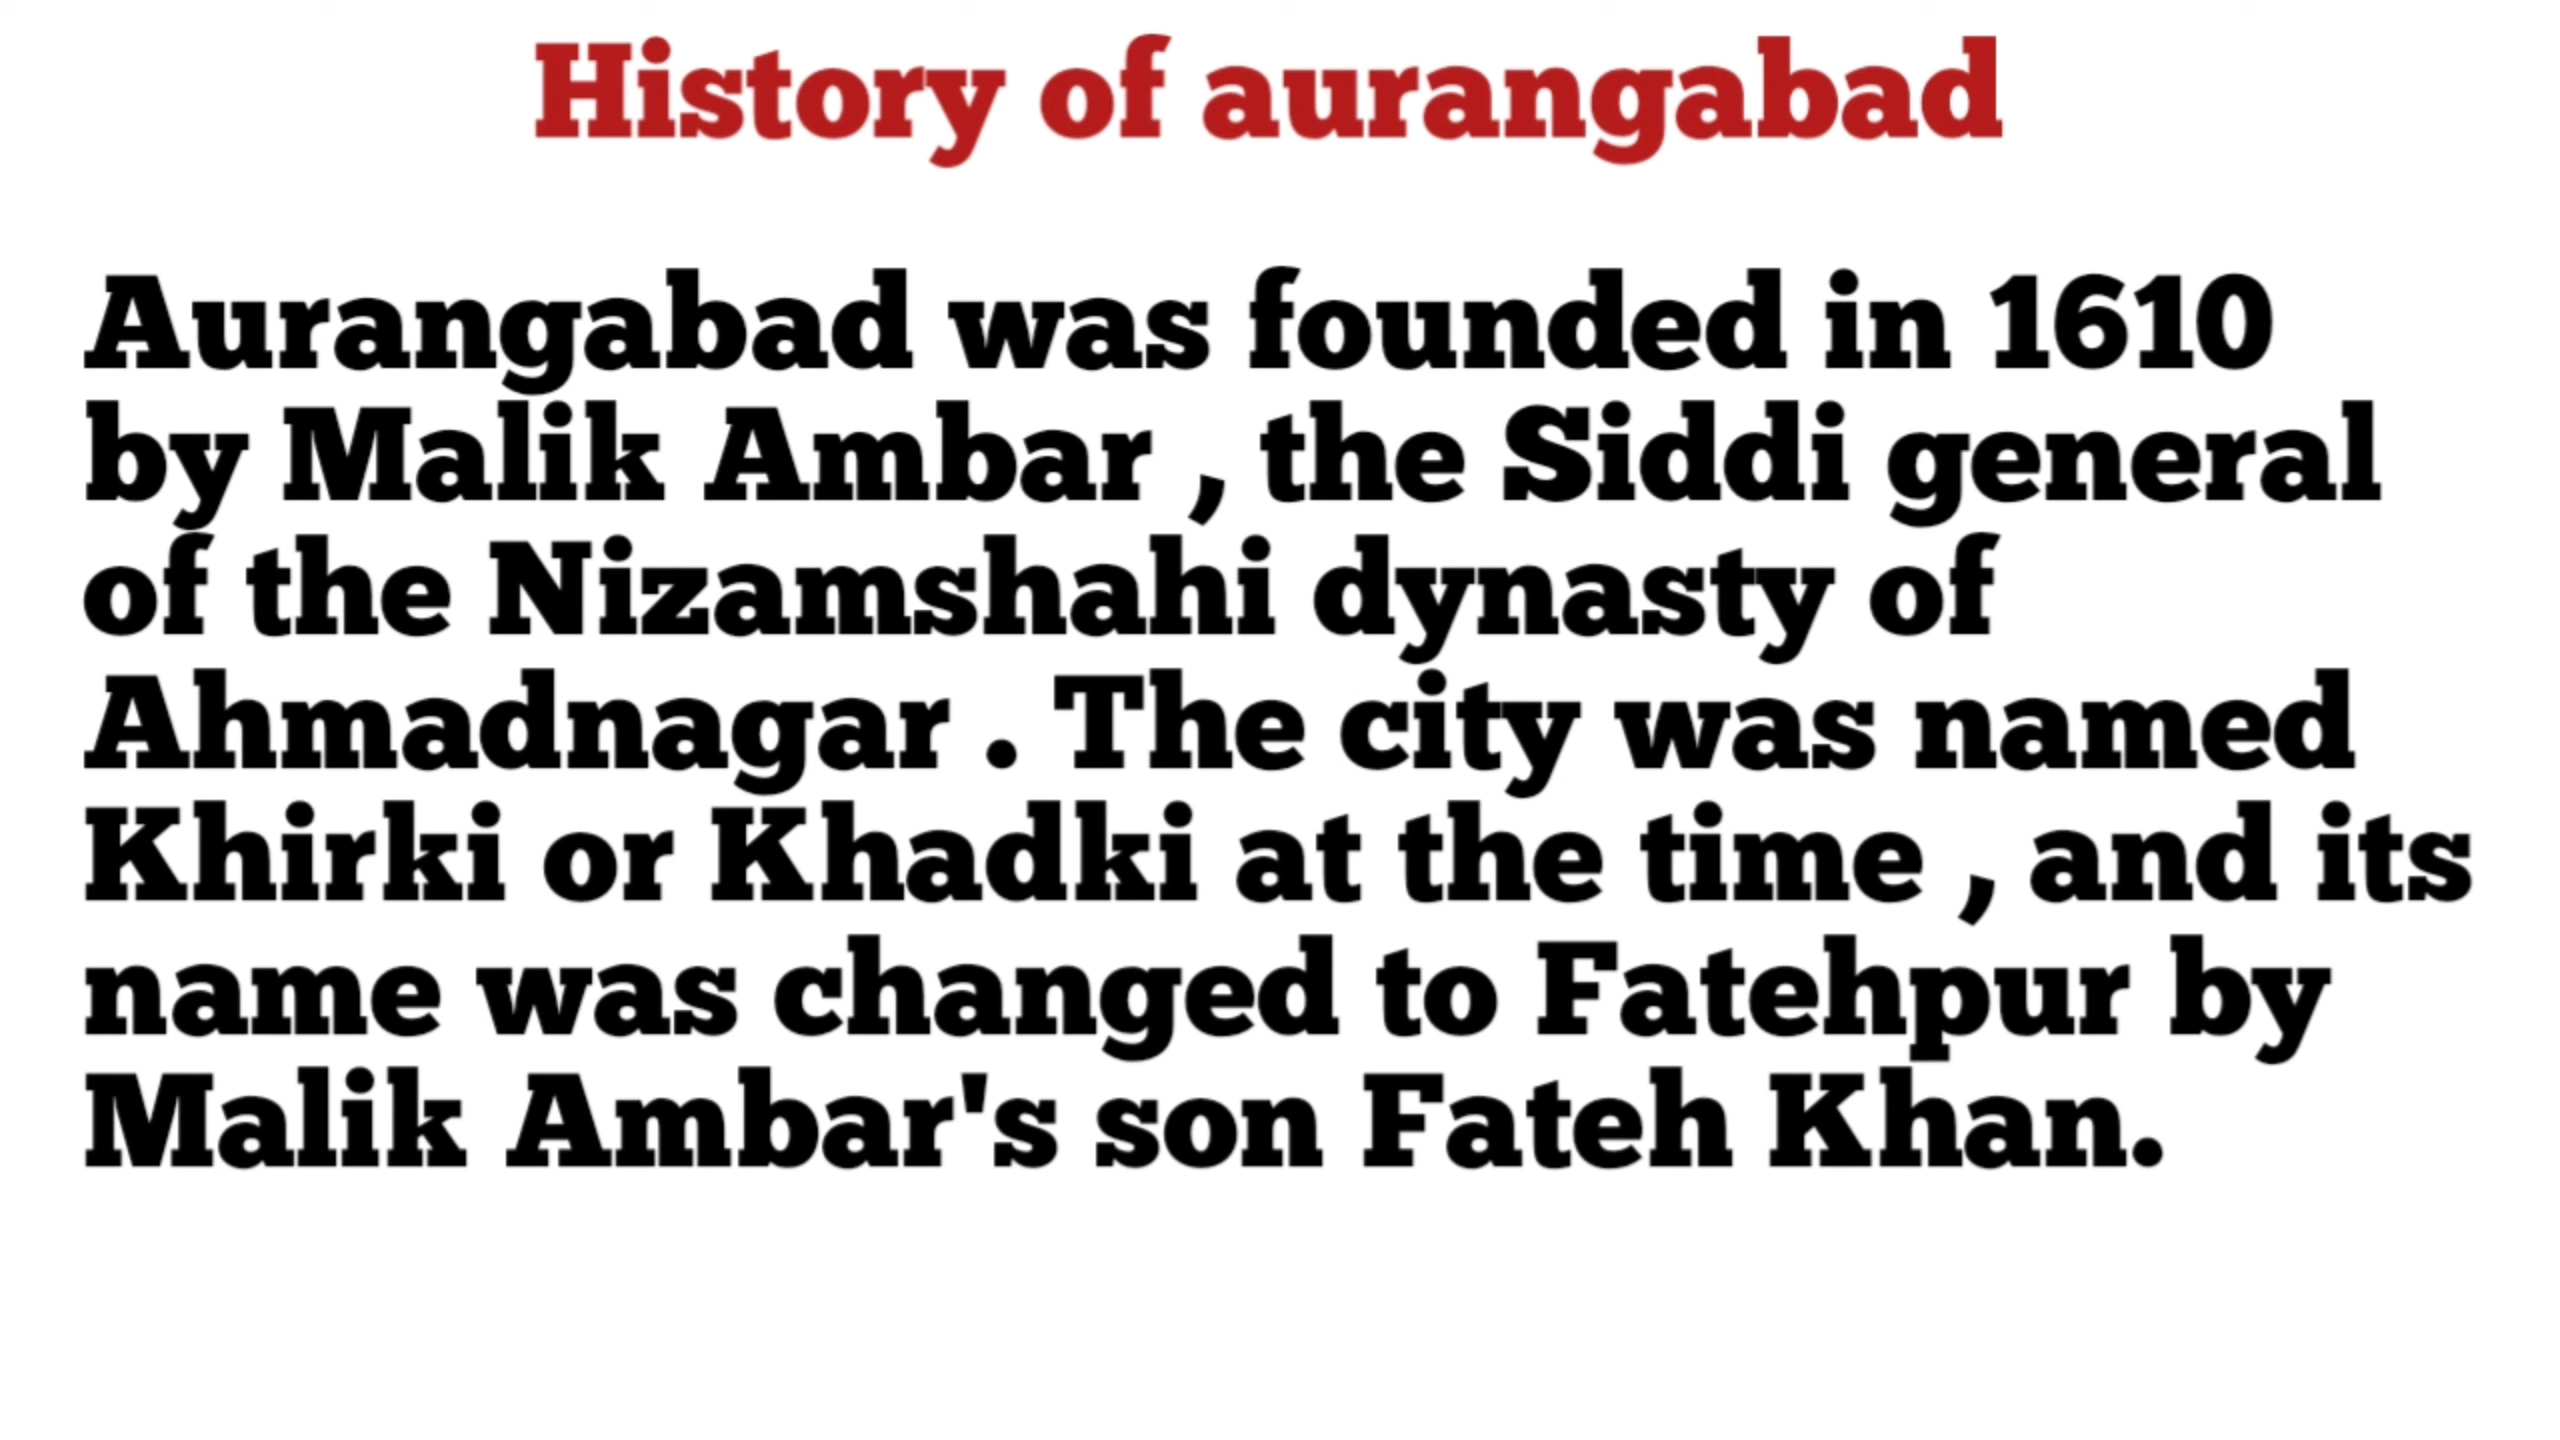 History of aurangabad
Aurangabad was founded in 1610
by Malik Ambar , the Siddi general
of the Nizamshahi dynasty of
Ahmadnagar . The city was named
Khirki or Khadki at the time , and its
name was changed to Fatehpur by
Malik Ambar's son Fateh Khan.